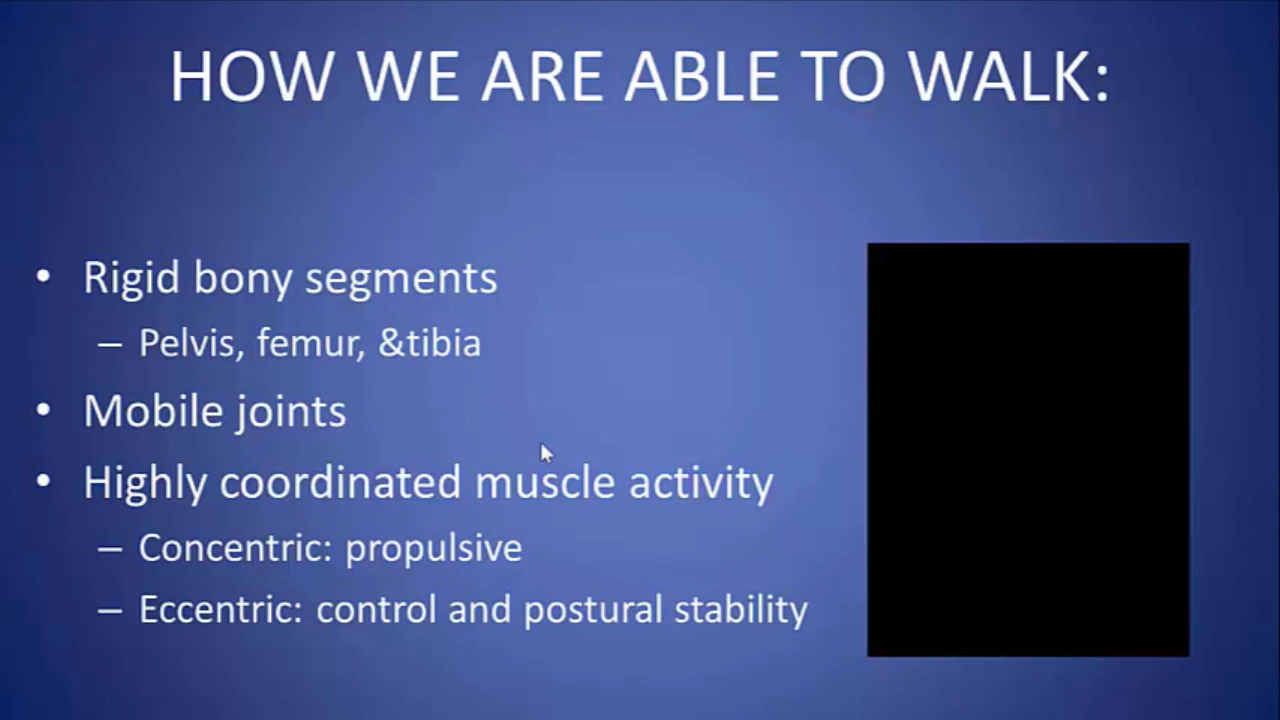 HOW WE ARE ABLE TO WALK:
• Rigid bony segments
– Pelvis, femur, &tibia
• Mobile joints
• Highly coordinated muscle activity
– Concentric: propulsive
– Eccentric: control and postural stability